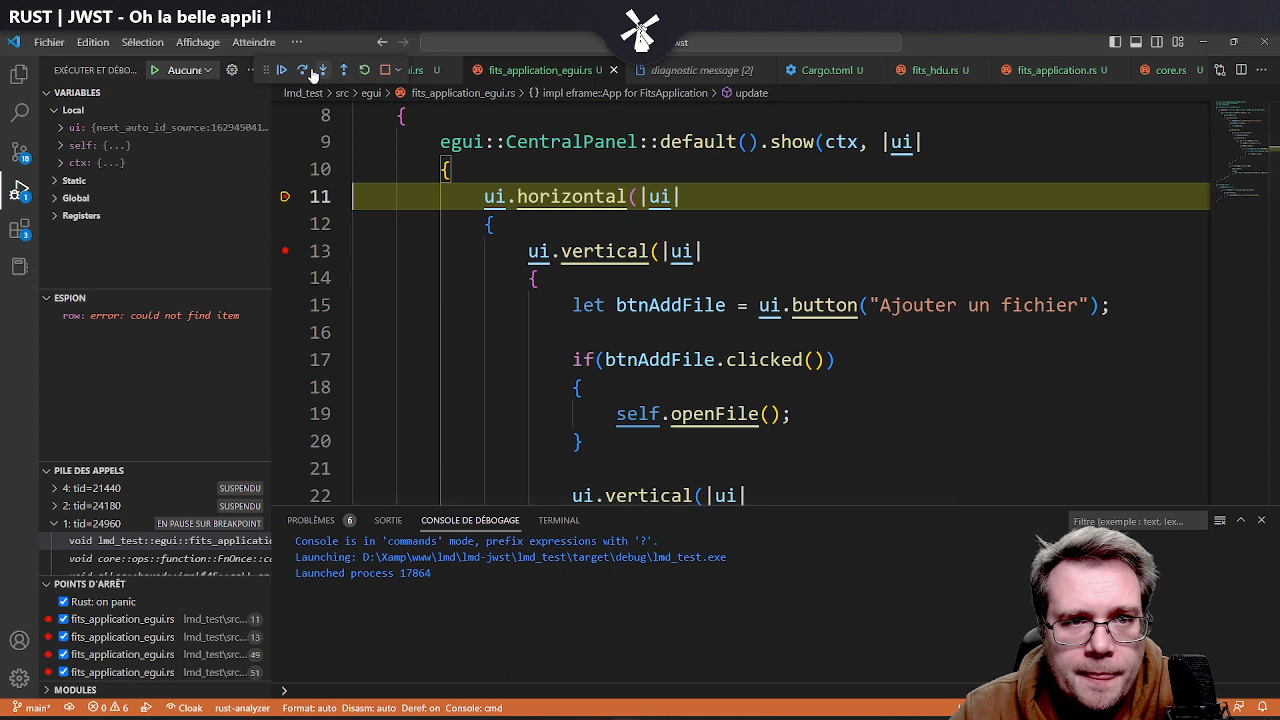 RUST | JWST - Oh la belle appli !
Fichier Edition Sélection Affichage Atteindre ···
wst
EXÉCUTER ET DÉBO... Aucune
ui.rs fits_application_egui.rs diagnostic message [2] Cargo.toml fits_hdu.rs fits_application.rs core.rs
lmd_test > src > egui > fits_application_egui.rs > {} impl eframe::App for FitsApplication > update
VARIABLES
Local
ui: {next_auto_id_source:162945041...
self: {...}
ctx: {...}
Static
Global
Registers
ESPION
row: error: could not find item
PILE DES APPELS
4: tid=21440 SUSPENDU
2: tid=24180 SUSPENDU
1: tid=24960 EN PAUSE SUR BREAKPOINT
void lmd_test::egui::fits_applicatio
void core::ops::function::FnOnce::ca
POINTS D'ARRÊT
Rust: on panic
fits_application_egui.rs lmd_test\src... 11
fits_application_egui.rs lmd_test\src... 13
fits_application_egui.rs lmd_test\src... 49
fits_application_egui.rs lmd_test\src... 51
MODULES
18
1
3
8 {
9 egui::CentralPanel::default().show(ctx, |ui|
10 {
11 ui.horizontal(|ui|
12 {
13 ui.vertical(|ui|
14 {
15 let btnAddFile = ui.button("Ajouter un fichier");
16
17 if(btnAddFile.clicked())
18 {
19 self.openFile();
20 }
21
22 ui.vertical(|ui|
PROBLÈMES 6 SORTIE CONSOLE DE DÉBOGAGE TERMINAL Filtre (exemple : text, !ex...
Console is in 'commands' mode, prefix expressions with '?'.
Launching: D:\Xamp\www\lmd\lmd-jwst\lmd_test\target\debug\lmd_test.exe
Launched process 17864
main* 0 6 Cloak rust-analyzer Format: auto Disasm: auto Deref: on Console: cmd